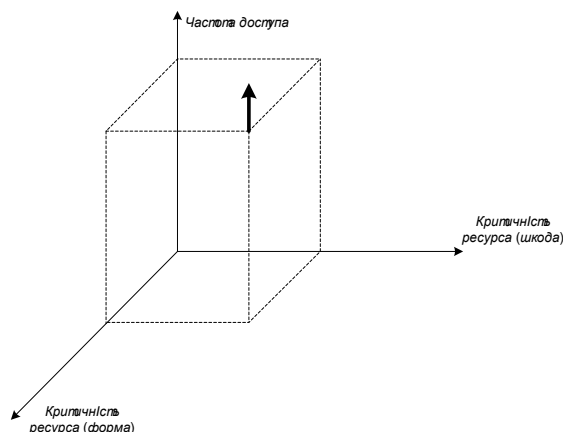 Частота доступа
КритичнІсть
ресурса (шкода)
КритичнІсть
ресурса (форма)